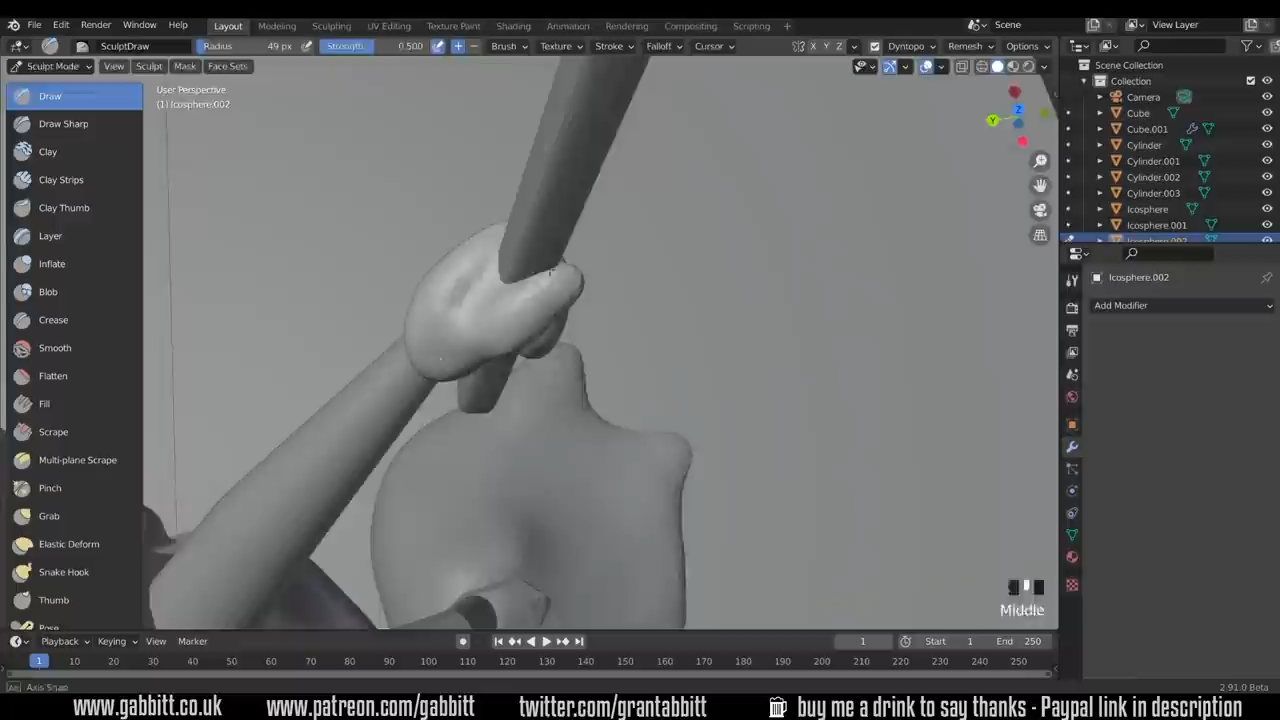 File Edit Render Window Help Layout Modeling Sculpting UV Editing Texture Paint Shading Animation Rendering Compositing Scripting + Scene View Layer
SculptDraw Radius 49 px Strength 0.500 + − Brush Texture Stroke Falloff Cursor X Y Z Dyntopo Remesh Options
Sculpt Mode View Sculpt Mask Face Sets
User Perspective
(1) Icosphere.002
Draw
Draw Sharp
Clay
Clay Strips
Clay Thumb
Layer
Inflate
Blob
Crease
Smooth
Flatten
Fill
Scrape
Multi-plane Scrape
Pinch
Grab
Elastic Deform
Snake Hook
Thumb
Pose
Y
Z
Scene Collection
Collection
Camera
Cube
Cube.001
Cylinder
Cylinder.001
Cylinder.002
Cylinder.003
Icosphere
Icosphere.001
Icosphere.002
Icosphere.002
Add Modifier
Middle
Playback Keying View Marker 1 Start 1 End 250
1 10 20 30 40 50 60 70 80 90 100 110 120 130 140 150 160 170 180 190 200 210 220 230 240 250
Axis Snap 2.91.0 Beta
www.gabbitt.co.uk www.patreon.com/gabbitt twitter.com/grantabbitt buy me a drink to say thanks - Paypal link in description